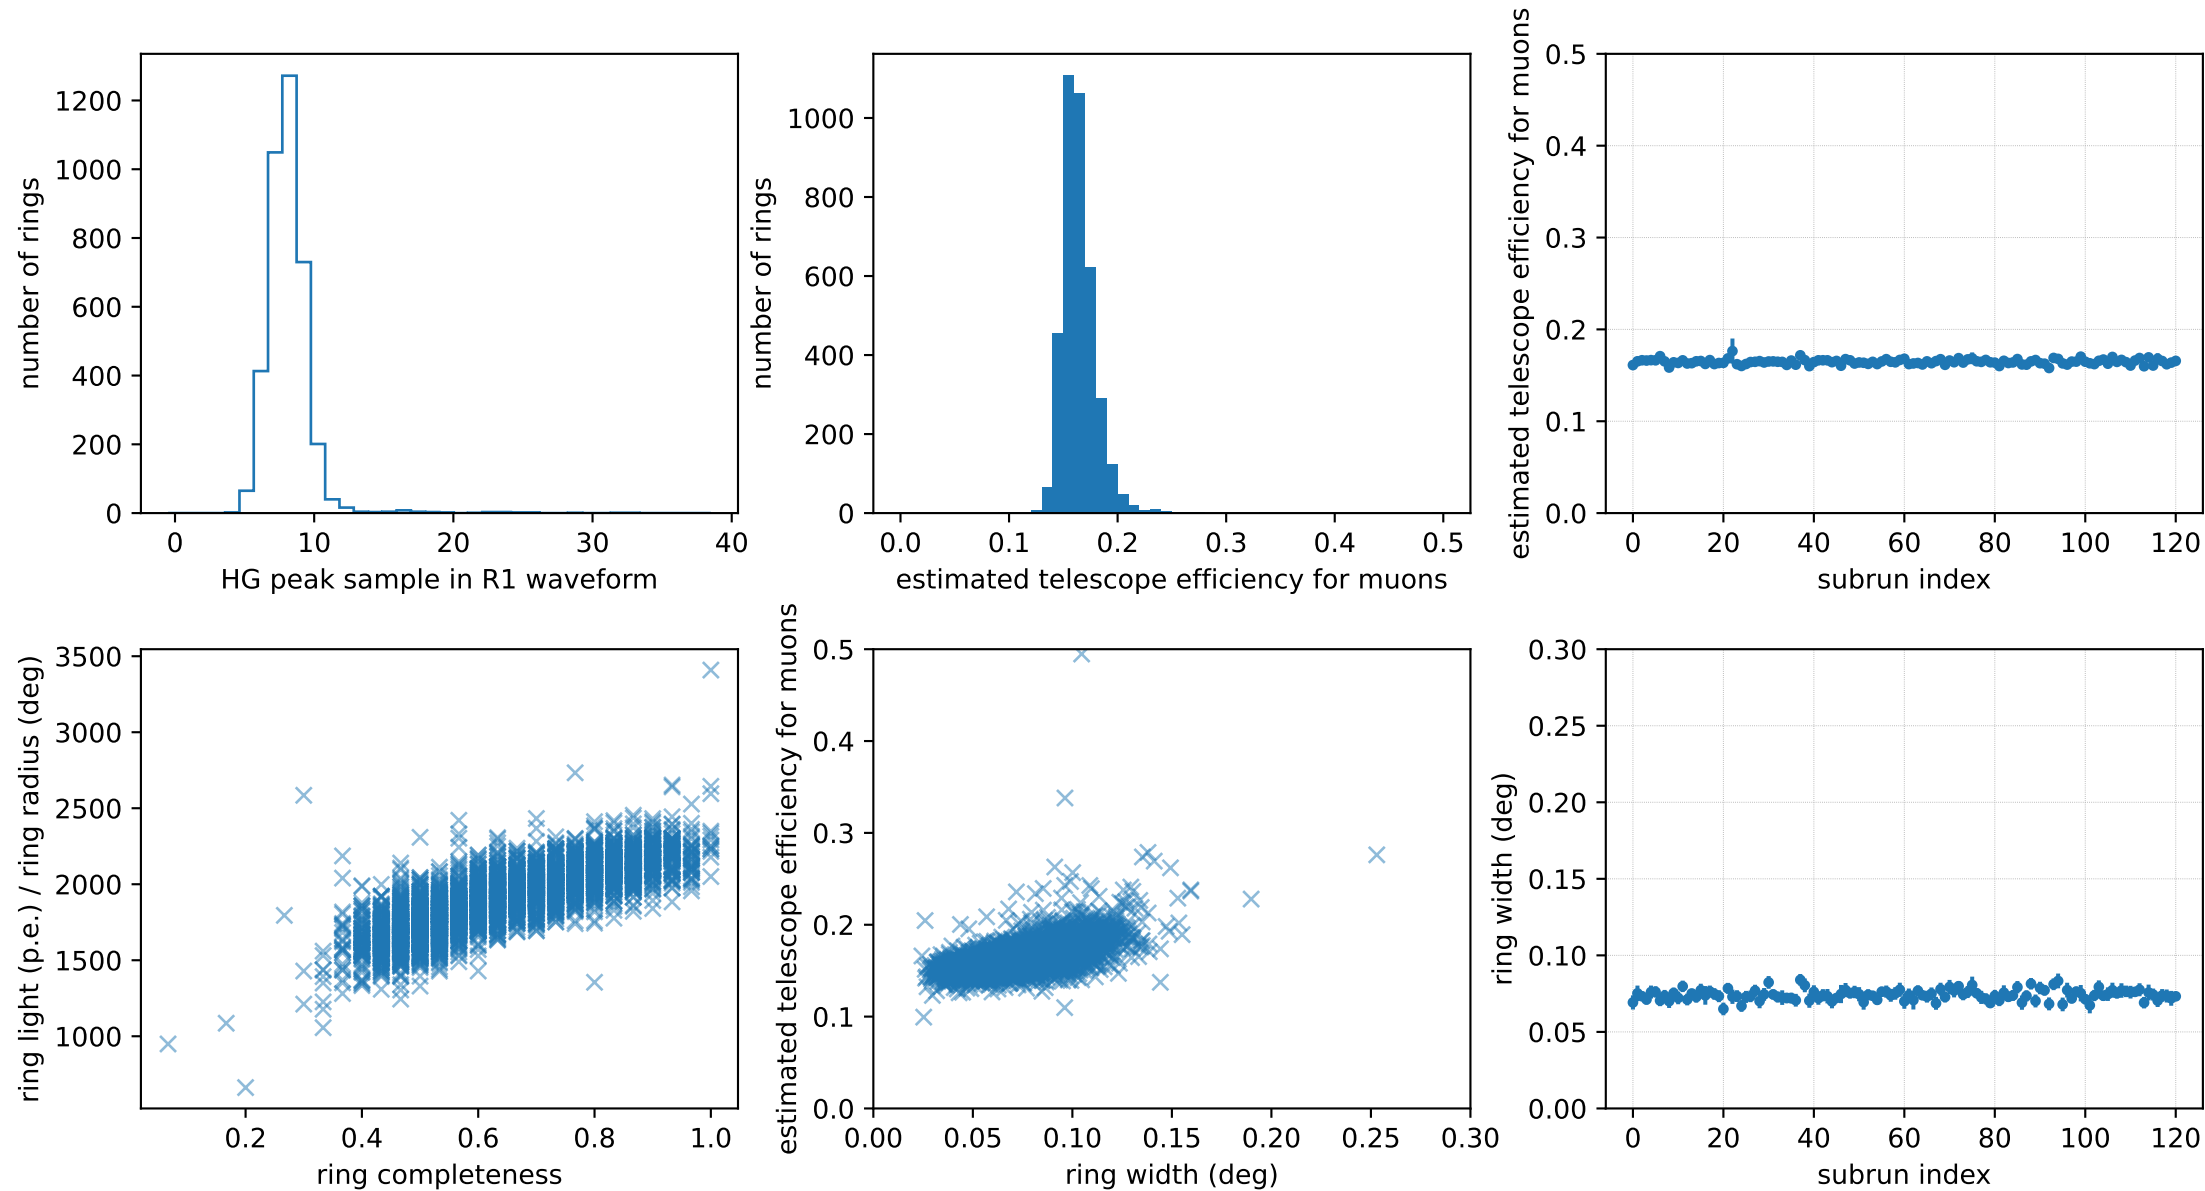 number of rings
1200
1000
800
600
400
200
0
0 10 20 30 40
HG peak sample in R1 waveform
number of rings
1000
800
600
400
200
0
0.0 0.1 0.2 0.3 0.4 0.5
estimated telescope efficiency for muons
estimated telescope efficiency for muons
0.5
0.4
0.3
0.2
0.1
0.0
0 20 40 60 80 100 120
subrun index
ring light (p.e.) / ring radius (deg)
3500
3000
2500
2000
1500
1000
0.2 0.4 0.6 0.8 1.0
ring completeness
estimated telescope efficiency for muons
0.5
0.4
0.3
0.2
0.1
0.0
0.00 0.05 0.10 0.15 0.20 0.25 0.30
ring width (deg)
ring width (deg)
0.30
0.25
0.20
0.15
0.10
0.05
0.00
0 20 40 60 80 100 120
subrun index